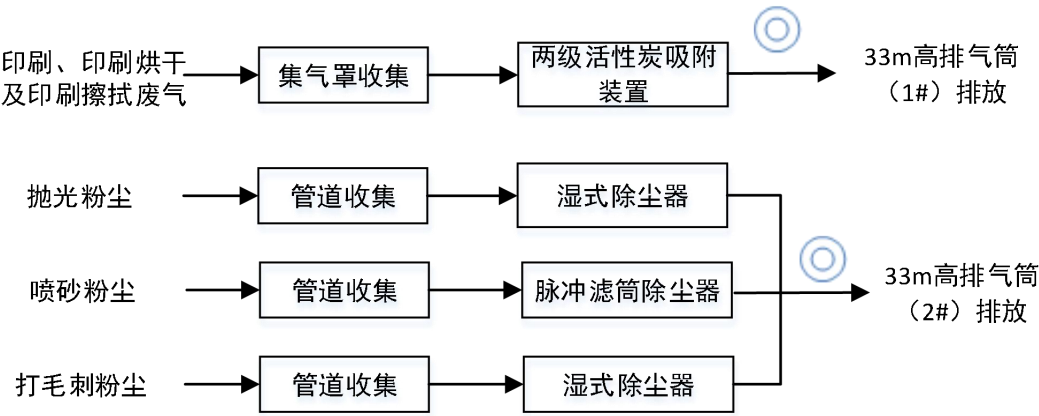 印刷、印刷烘干
及印刷擦拭废气
集气罩收集
两级活性炭吸附
装置
33m高排气筒
（1#）排放
抛光粉尘
管道收集
湿式除尘器
喷砂粉尘
管道收集
脉冲滤筒除尘器
33m高排气筒
（2#）排放
打毛刺粉尘
管道收集
湿式除尘器